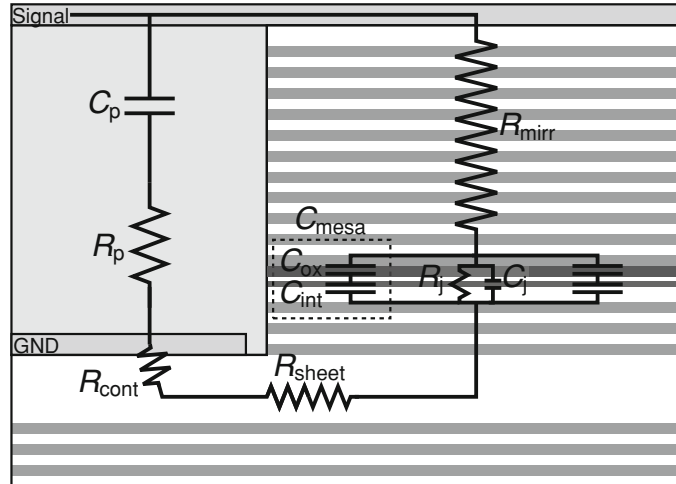 Signal
Cp
Rmirr
Rp
Cmesa
Cox
Rj
Cj
Cint
GND
Rcont
Rsheet